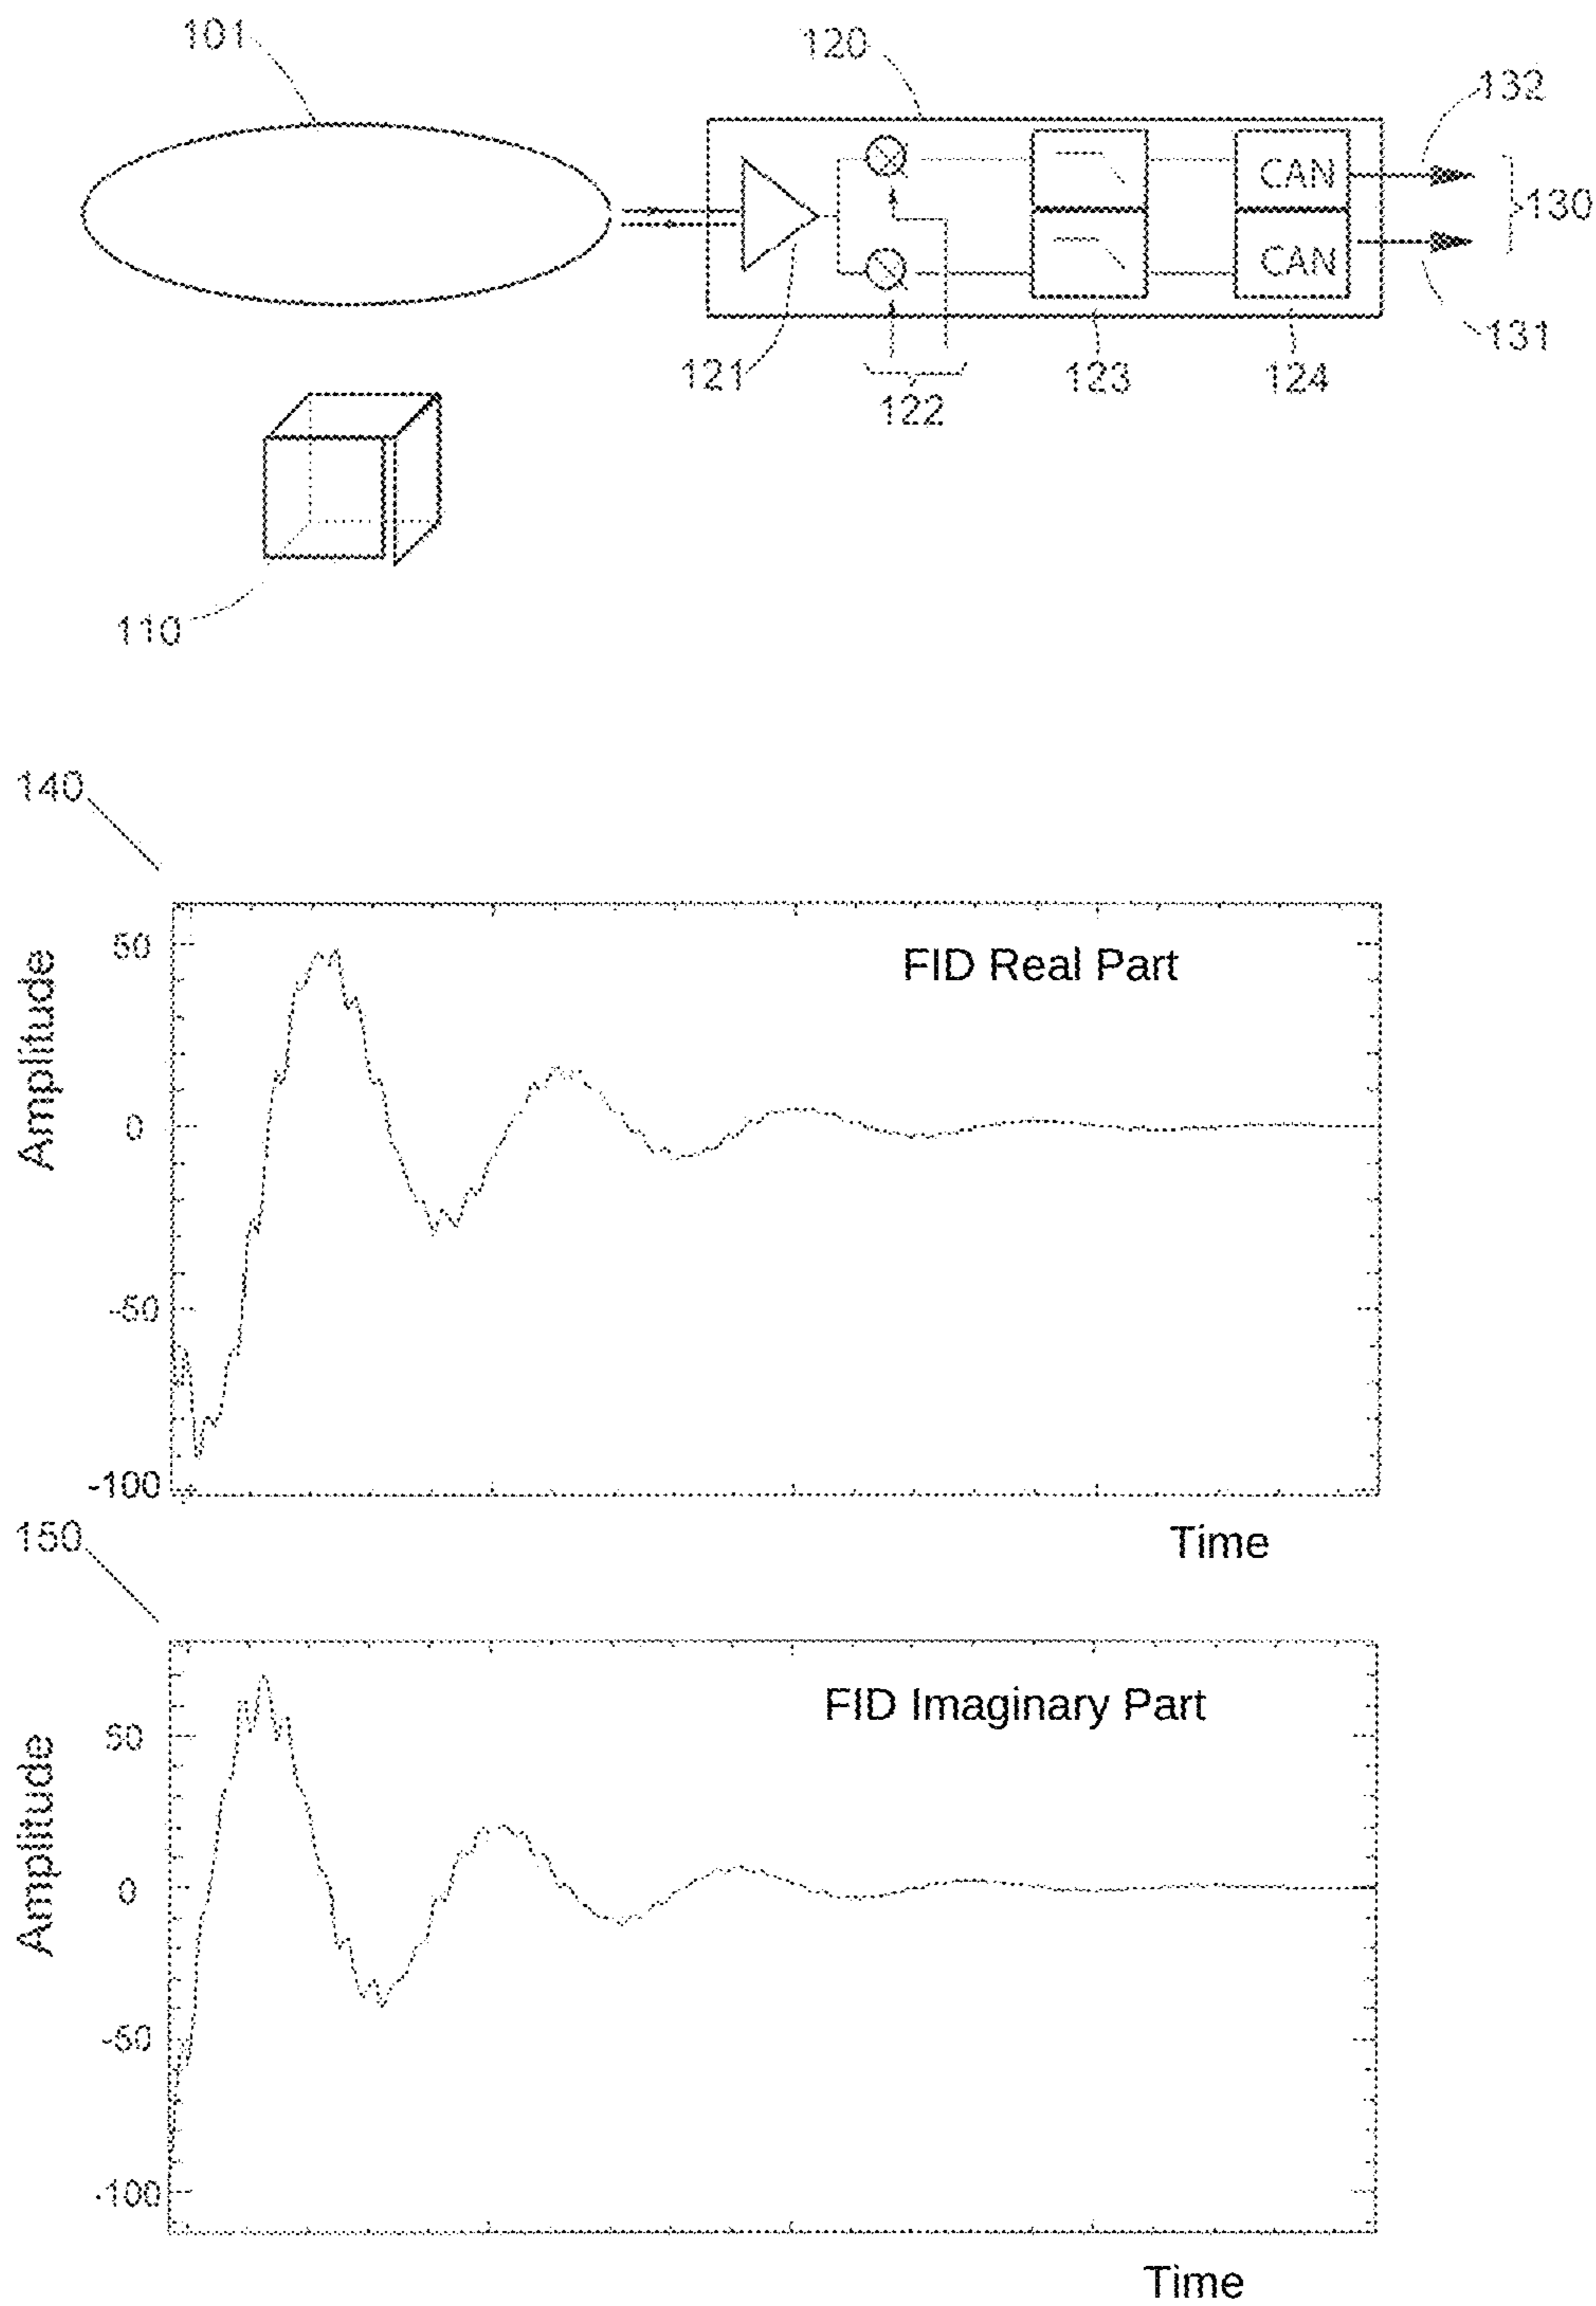 101
120
132
CAN
130
CAN
131
121
122
123
124
110
140
FID Real Part
Amplitude
50
0
-50
-100
Time
150
FID Imaginary Part
Amplitude
50
0
-50
-100
Time